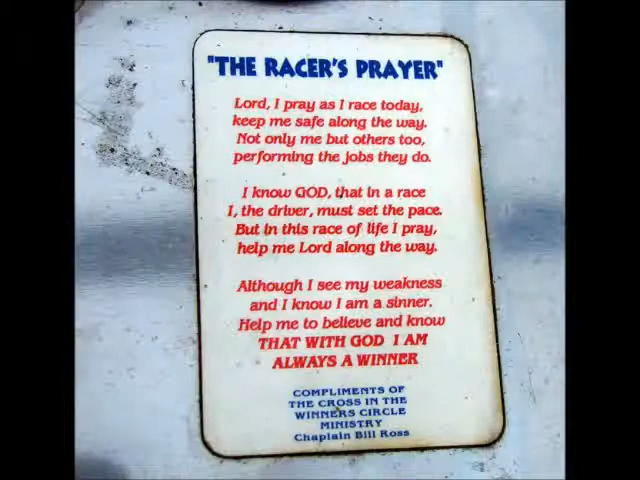 "THE RACER'S PRAYER"
Lord, I pray as I race today,
keep me safe along the way.
Not only me but others too,
performing the jobs they do.
I know GOD, that in a race
I, the driver, must set the pace.
But in this race of life I pray,
help me Lord along the way.
Although I see my weakness
and I know I am a sinner.
Help me to believe and know
THAT WITH GOD I AM
ALWAYS A WINNER
COMPLIMENTS OF
THE CROSS IN THE
WINNERS CIRCLE
MINISTRY
Chaplain Bill Ross